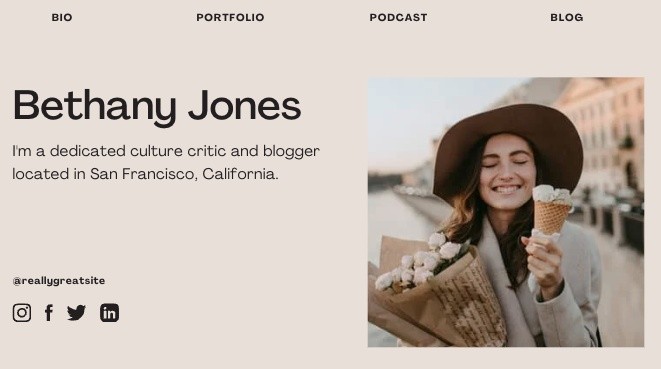 BIO PORTFOLIO PODCAST BLOG
Bethany Jones
I'm a dedicated culture critic and blogger
located in San Francisco, California.
@reallygreatsite